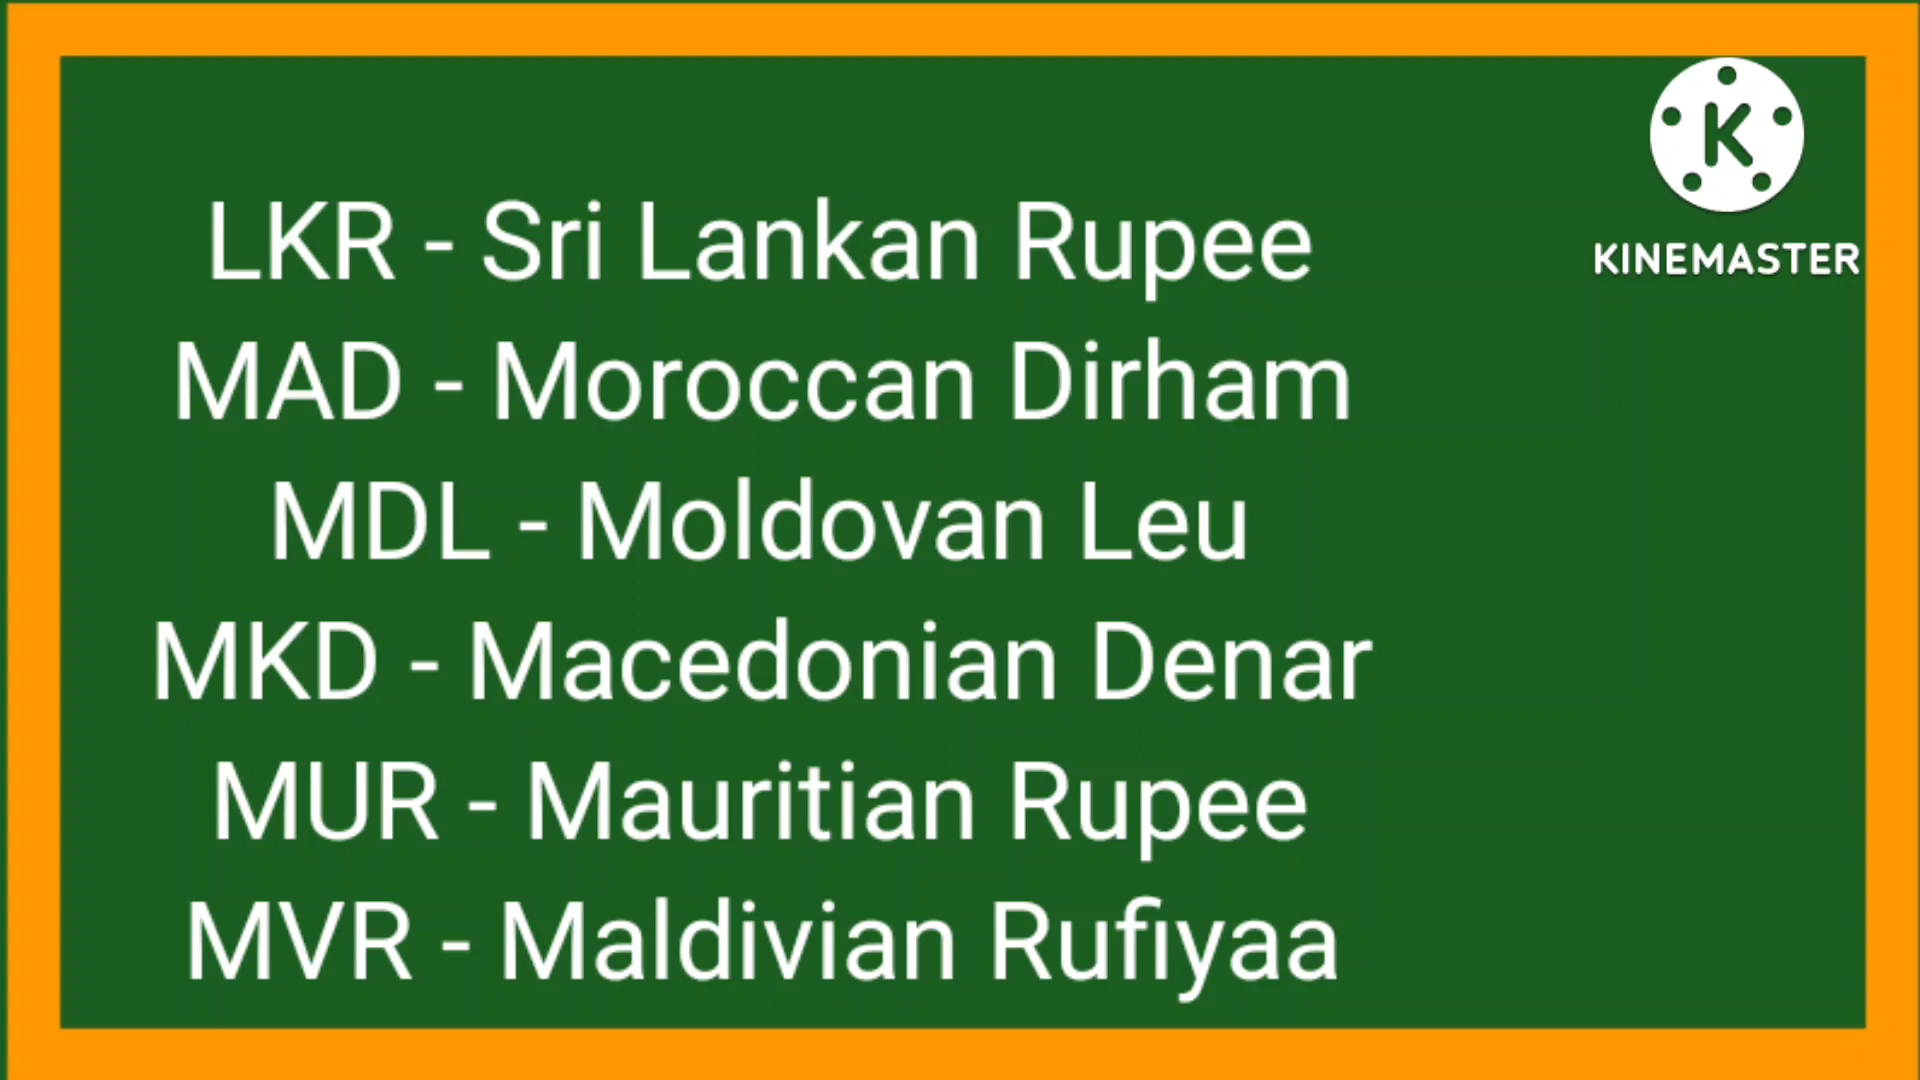 K
KINEMASTER
LKR - Sri Lankan Rupee
MAD - Moroccan Dirham
MDL - Moldovan Leu
MKD - Macedonian Denar
MUR - Mauritian Rupee
MVR - Maldivian Rufiyaa